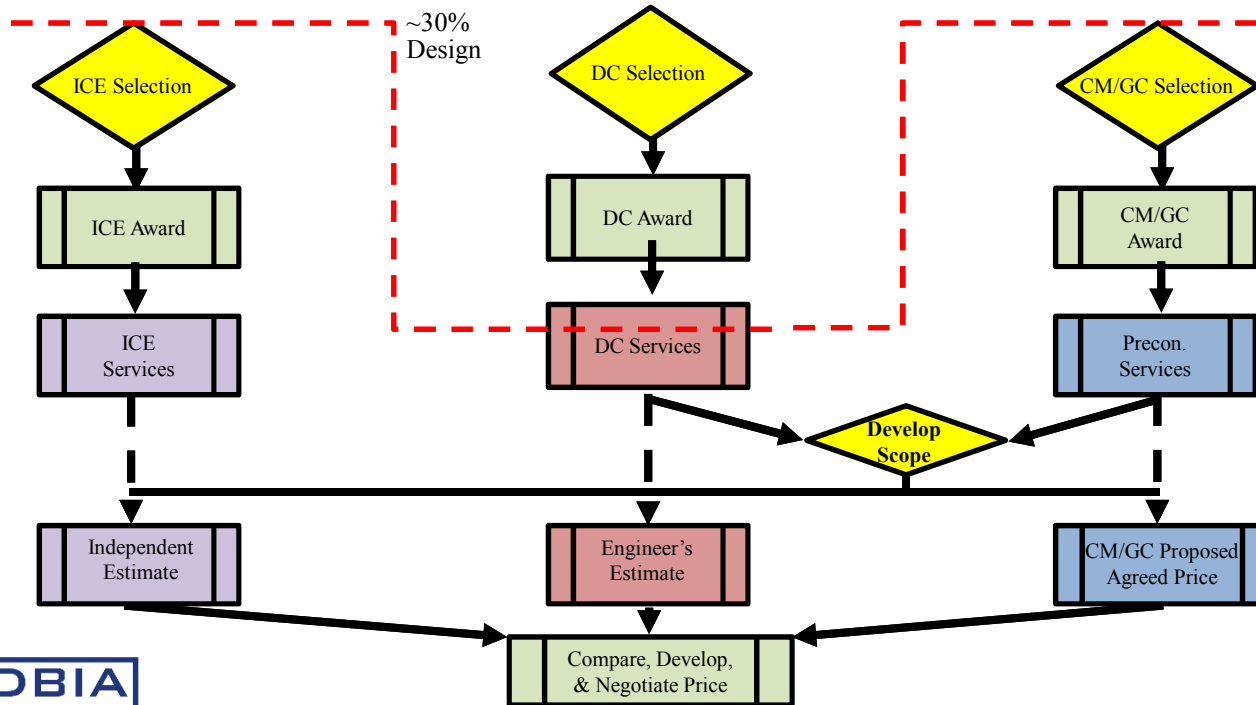 ~30%
Design
ICE Selection
DC Selection
CM/GC Selection
ICE Award
DC Award
CM/GC
Award
ICE
Services
DC Services
Precon.
Services
Develop
Scope
Independent
Estimate
Engineer’s
Estimate
CM/GC Proposed
Agreed Price
Compare, Develop,
& Negotiate Price
DBIA